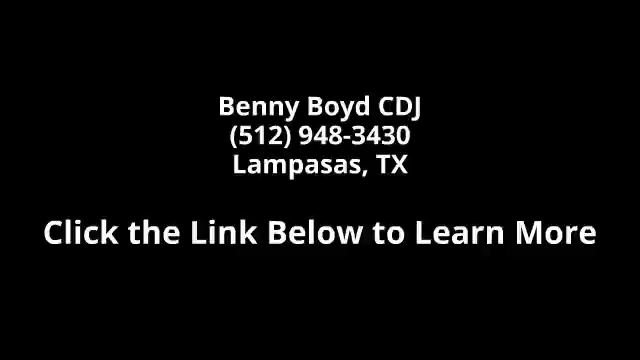 Benny Boyd CDJ
(512) 948-3430
Lampasas, TX
Click the Link Below to Learn More